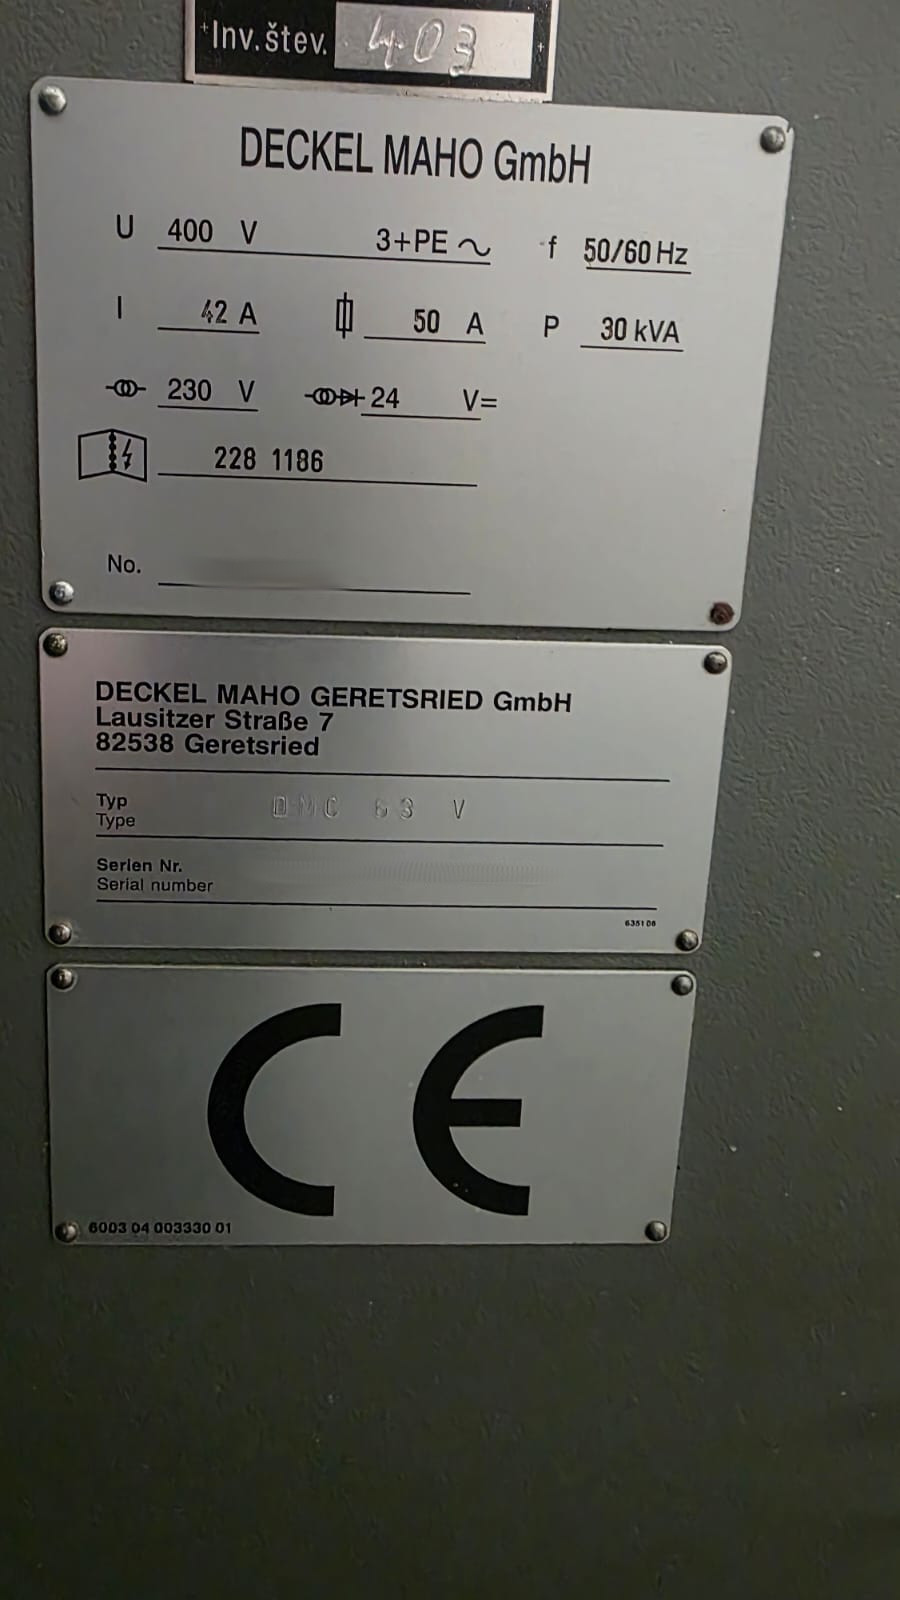 Inv.štev. 403
DECKEL MAHO GmbH
U 400 V 3+PE ~ f 50/60 Hz
I 42 A 50 A P 30 kVA
230 V 24 V=
228 1186
No.
DECKEL MAHO GERETSRIED GmbH
Lausitzer Straße 7
82538 Geretsried
Typ
Type
DMC 63 V
Serien Nr.
Serial number
6351 06
CE
6003 04 003330 01